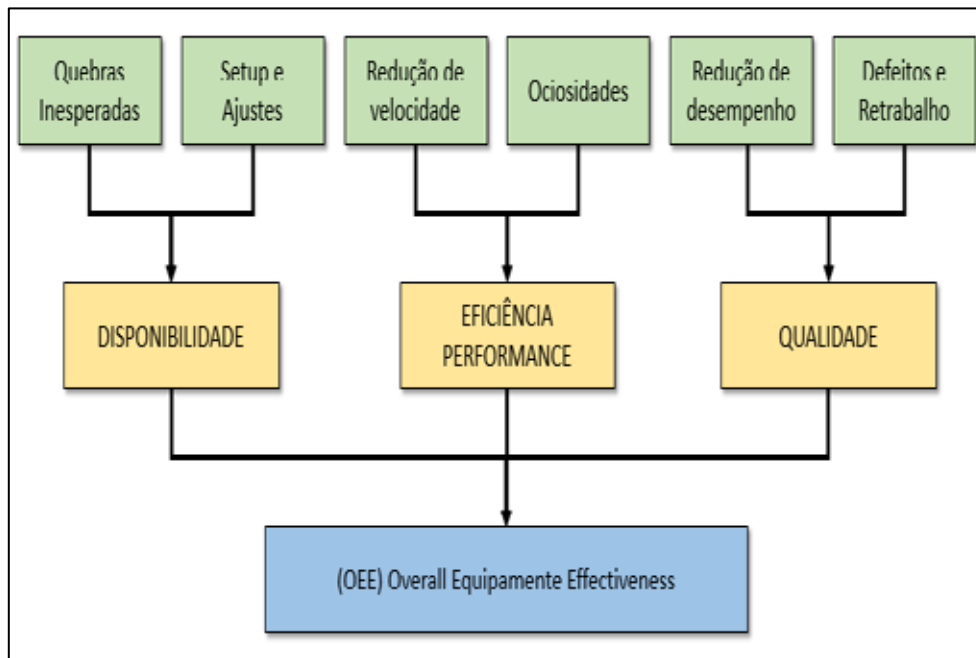 Quebras
Inesperadas
Setup e
Ajustes
Redução de
velocidade
Ociosidades
Redução de
desempenho
Defeitos e
Retrabalho
DISPONIBILIDADE
EFICIÊNCIA
PERFORMANCE
QUALIDADE
(OEE) Overall Equipamente Effectiveness